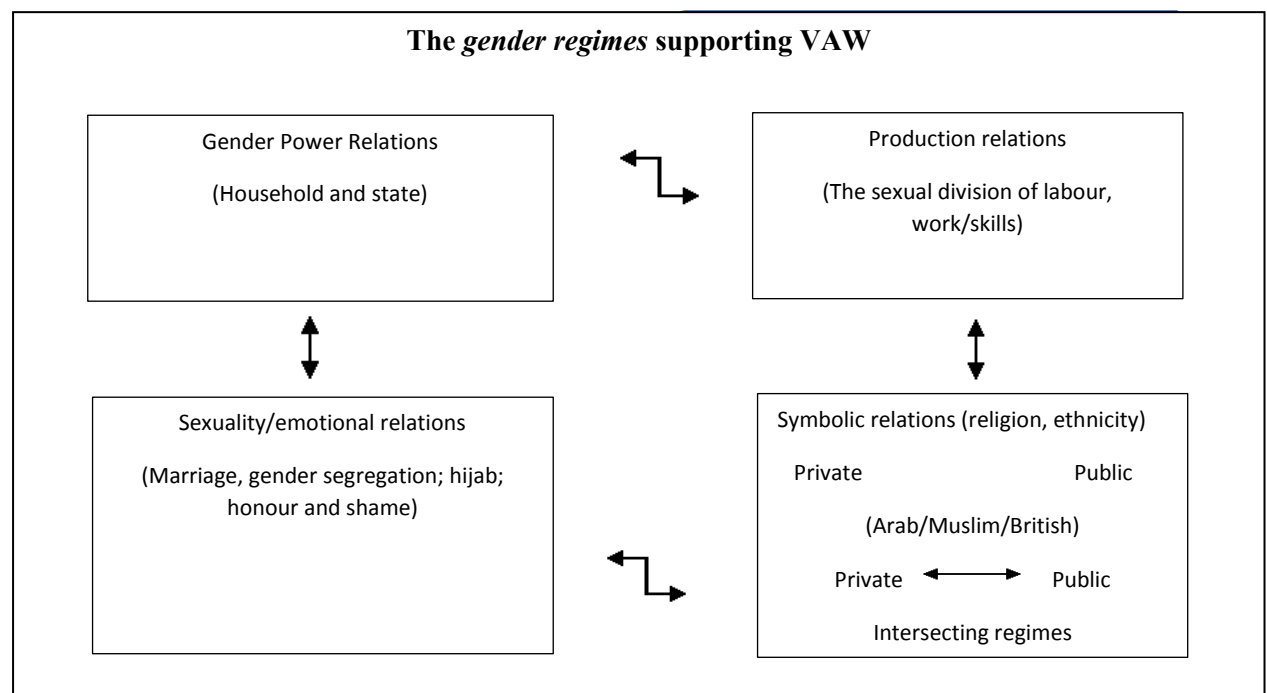 The gender regimes supporting VAW
Gender Power Relations
(Household and state)
Production relations
(The sexual division of labour,
work/skills)
Sexuality/emotional relations
(Marriage, gender segregation; hijab;
honour and shame)
Symbolic relations (religion, ethnicity)
Private Public
(Arab/Muslim/British)
Private Public
Intersecting regimes